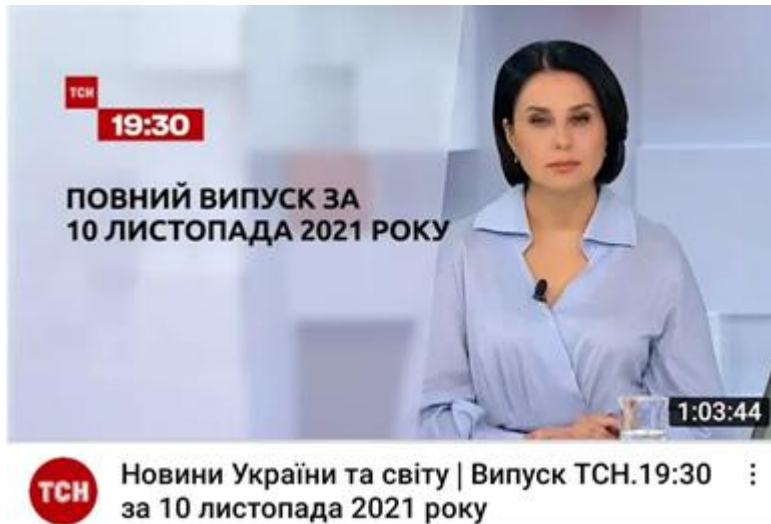 ТСН
19:30
ПОВНИЙ ВИПУСК ЗА
10 ЛИСТОПАДА 2021 РОКУ
1:03:44
ТСН
Новини України та світу | Випуск ТСН.19:30
за 10 листопада 2021 року